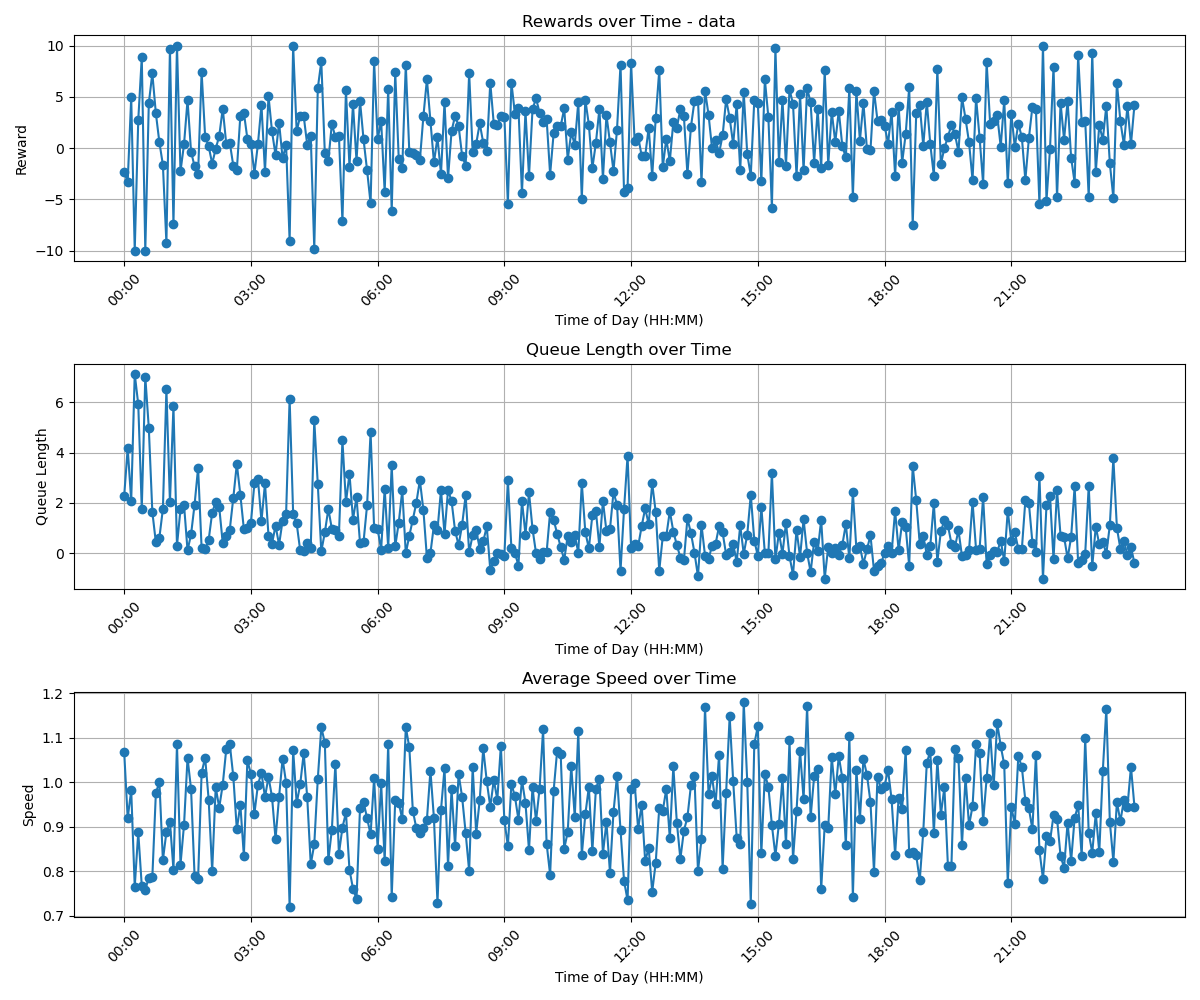 Rewards over Time - data
10
5
0
−5
−10
Reward
00:00 03:00 06:00 09:00 12:00 15:00 18:00 21:00
Time of Day (HH:MM)
Queue Length over Time
6
4
2
0
Queue Length
00:00 03:00 06:00 09:00 12:00 15:00 18:00 21:00
Time of Day (HH:MM)
Average Speed over Time
1.2
1.1
1.0
0.9
0.8
0.7
Speed
00:00 03:00 06:00 09:00 12:00 15:00 18:00 21:00
Time of Day (HH:MM)